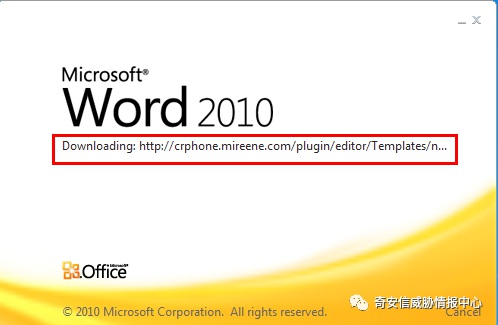 Microsoft®
Word 2010
Downloading: http://crphone.mireene.com/plugin/editor/Templates/n...
Microsoft®
Office
© 2010 Microsoft Corporation. All rights reserved.
奇安信威胁情报中心
Cancel